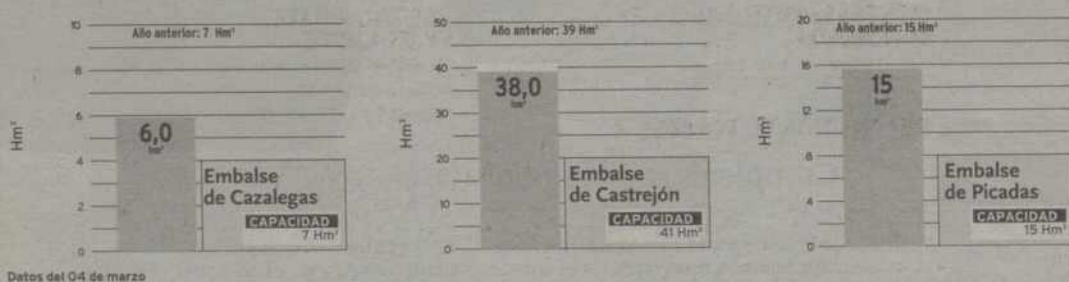 Año anterior: 7 Hm³
10
8
6
4
2
0
Hm³
6,0
hm³
Embalse
de Cazalegas
CAPACIDAD
7 Hm³
Año anterior: 39 Hm³
50
40
30
20
10
0
Hm³
38,0
hm³
Embalse
de Castrejón
CAPACIDAD
41 Hm³
Año anterior: 15 Hm³
20
16
12
8
4
0
Hm³
15
hm³
Embalse
de Picadas
CAPACIDAD
15 Hm³
Datos del 04 de marzo